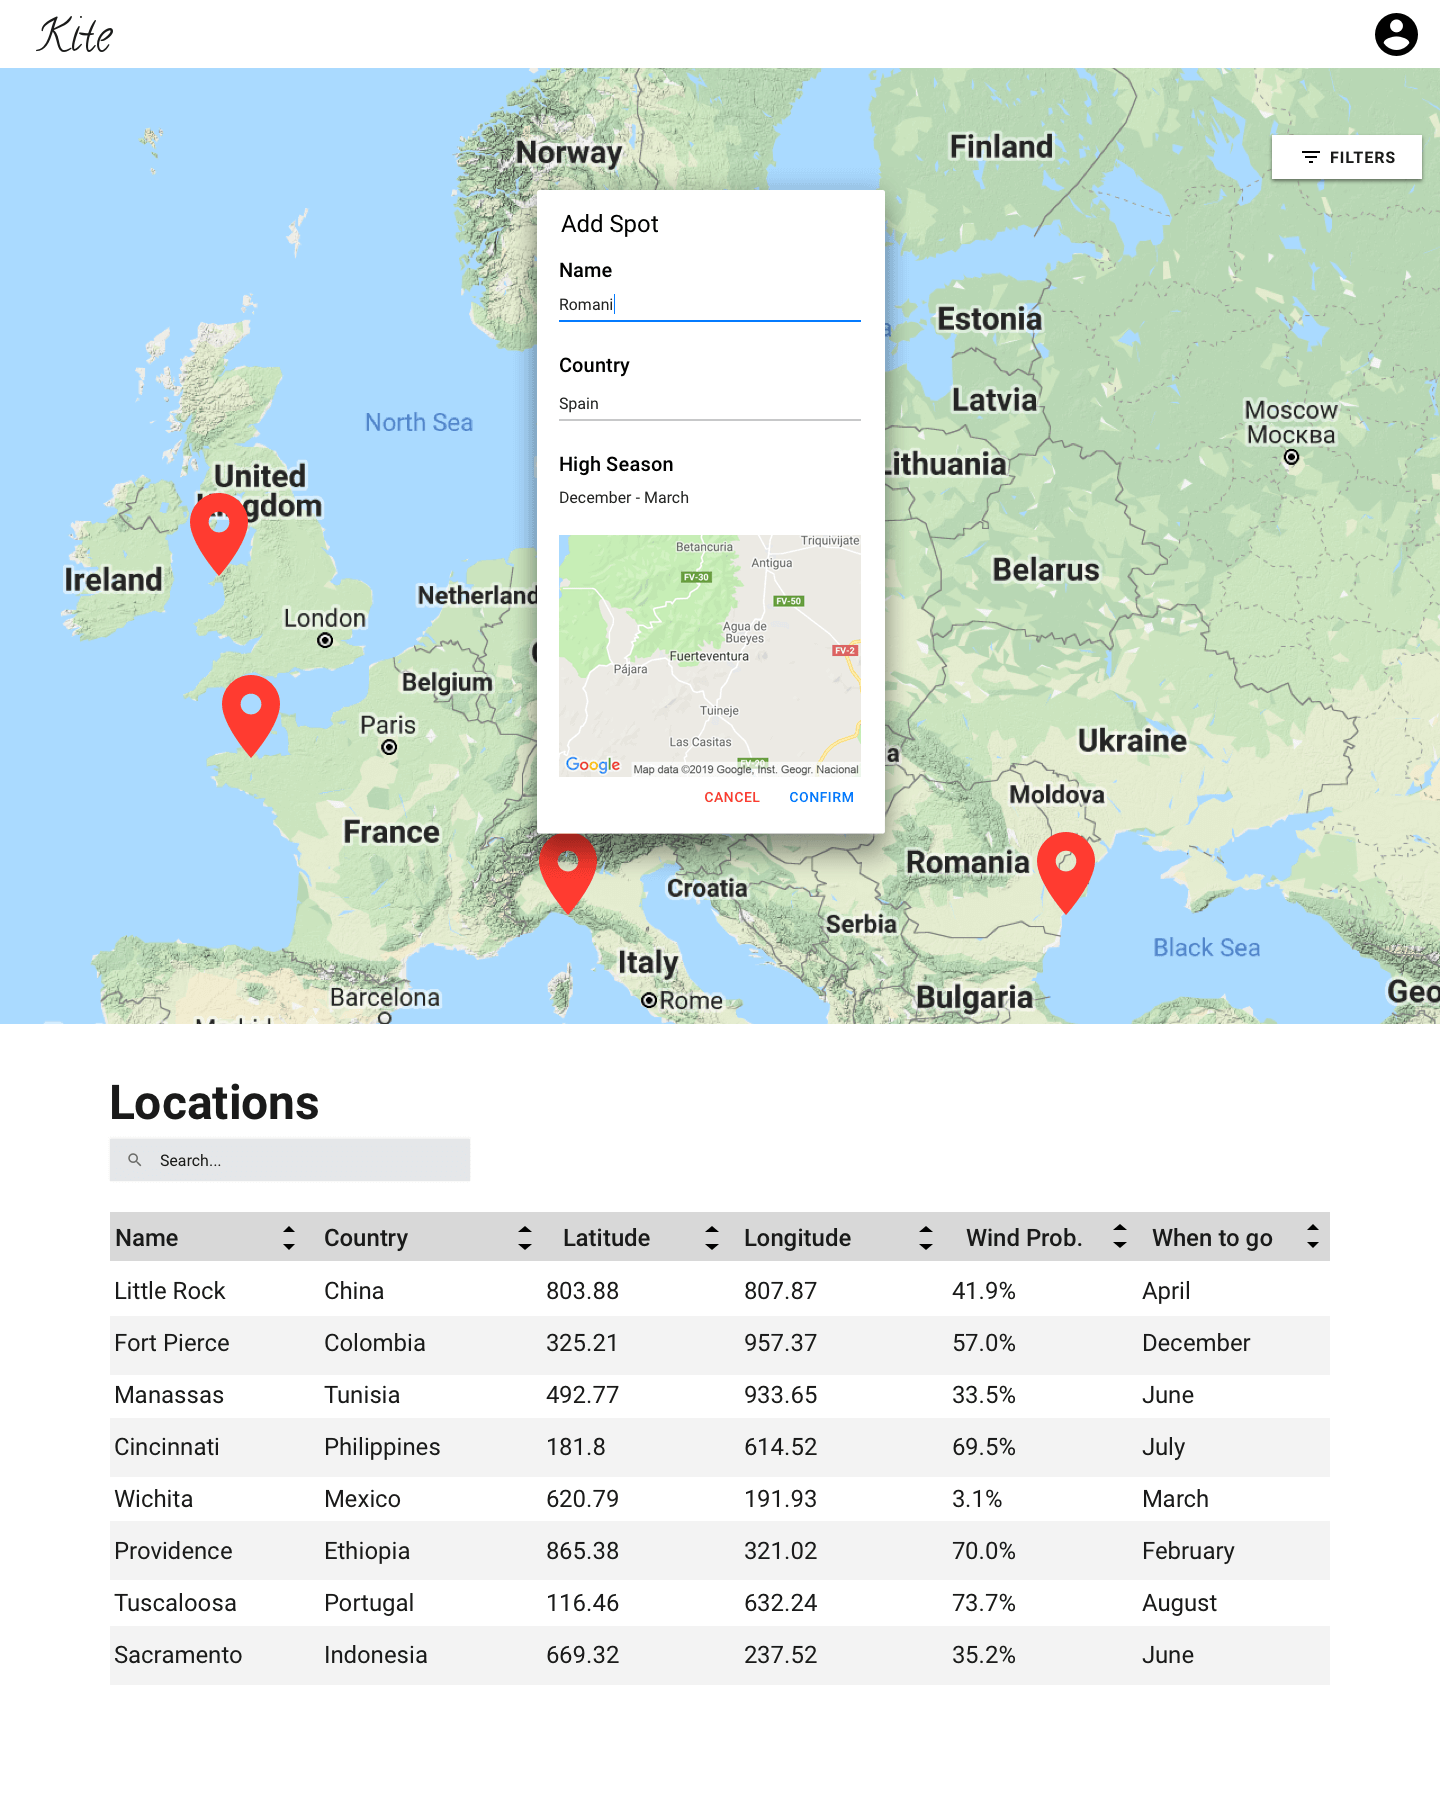 Kite
Norway
Finland
FILTERS
Add Spot
Name
Romani
Estonia
Country
Spain
Latvia
Moscow
Москва
North Sea
United
Lithuania
High Season
December - March
Ireland
London
Netherland
Belarus
Betancuria
Triquivijate
Antigua
FV-30
FV-50
Agua de
Bueyes
Fuerteventura
FV-2
Pájara
Tuineje
Las Casitas
Google
Map data ©2019 Google, Inst. Geogr. Nacional
CANCEL CONFIRM
Belgium
Paris
Ukraine
Moldova
France
Romania
Croatia
Serbia
Italy
Black Sea
Barcelona
Rome
Bulgaria
Geo
Locations
Search...
Name Country Latitude Longitude Wind Prob. When to go
Little Rock China 803.88 807.87 41.9% April
Fort Pierce Colombia 325.21 957.37 57.0% December
Manassas Tunisia 492.77 933.65 33.5% June
Cincinnati Philippines 181.8 614.52 69.5% July
Wichita Mexico 620.79 191.93 3.1% March
Providence Ethiopia 865.38 321.02 70.0% February
Tuscaloosa Portugal 116.46 632.24 73.7% August
Sacramento Indonesia 669.32 237.52 35.2% June